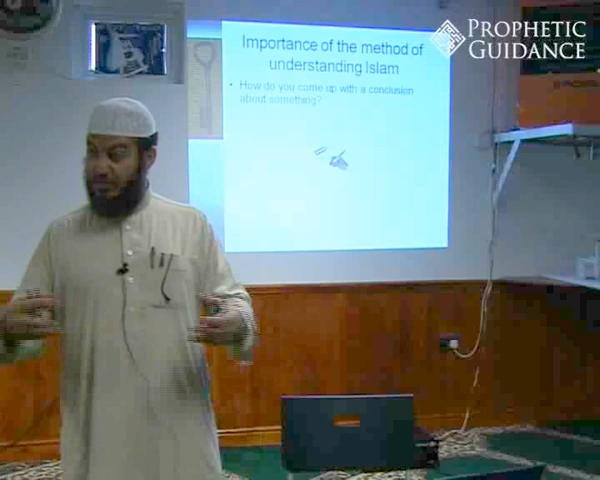 PROPHETIC
GUIDANCE
Importance of the method of
understanding Islam
• How do you come up with a conclusion
about something?